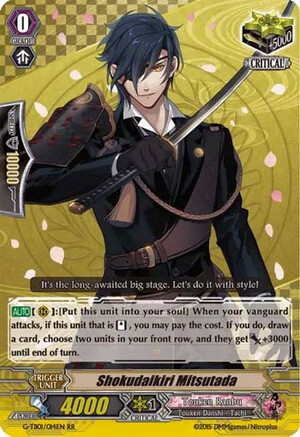 0
GRADE
+5000
CRITICAL
10000
It's the long-awaited big stage. Let's do it with style!
AUTO [ ]:[Put this unit into your soul] When your vanguard
attacks, if this unit is , you may pay the cost. If you do, draw
a card, choose two units in your front row, and they get +3000
until end of turn.
TRIGGER
UNIT
Shokudaikiri Mitsutada
POWER
4000
1
CRITICAL
Touken Ranbu
Touken Danshi - Tachi
G-TB01/014EN RR
©2015 DMMgames/Nitroplus